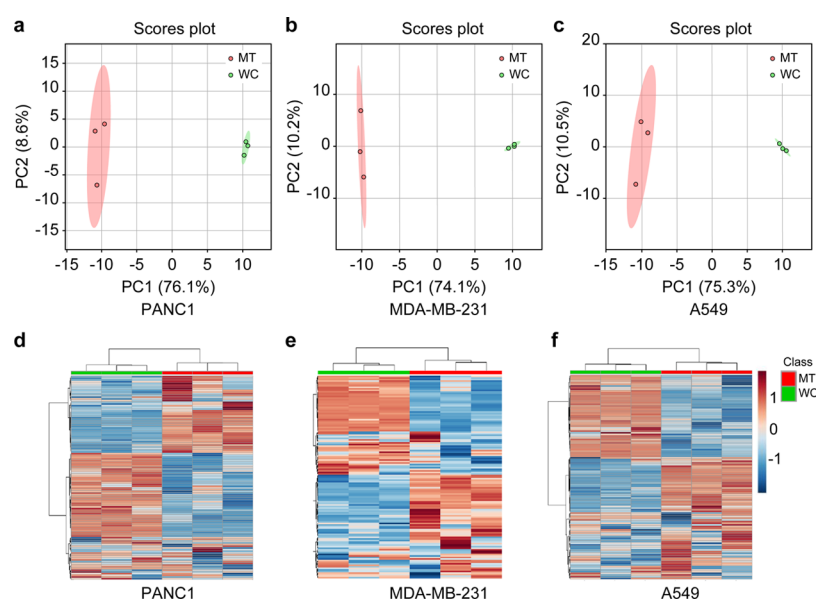 a
Scores plot
MT
WC
PC2 (8.6%)
15
10
5
0
-5
-10
-15
-15 -10 -5 0 5 10
PC1 (76.1%)
PANC1
b
Scores plot
MT
WC
PC2 (10.2%)
10
0
-10
-10 -5 0 5 10
PC1 (74.1%)
MDA-MB-231
c
Scores plot
MT
WC
PC2 (10.5%)
20
10
0
-10
-20
-15 -10 -5 0 5 10
PC1 (75.3%)
A549
d
PANC1
e
MDA-MB-231
f
A549
Class
MT
WC
1
0
-1